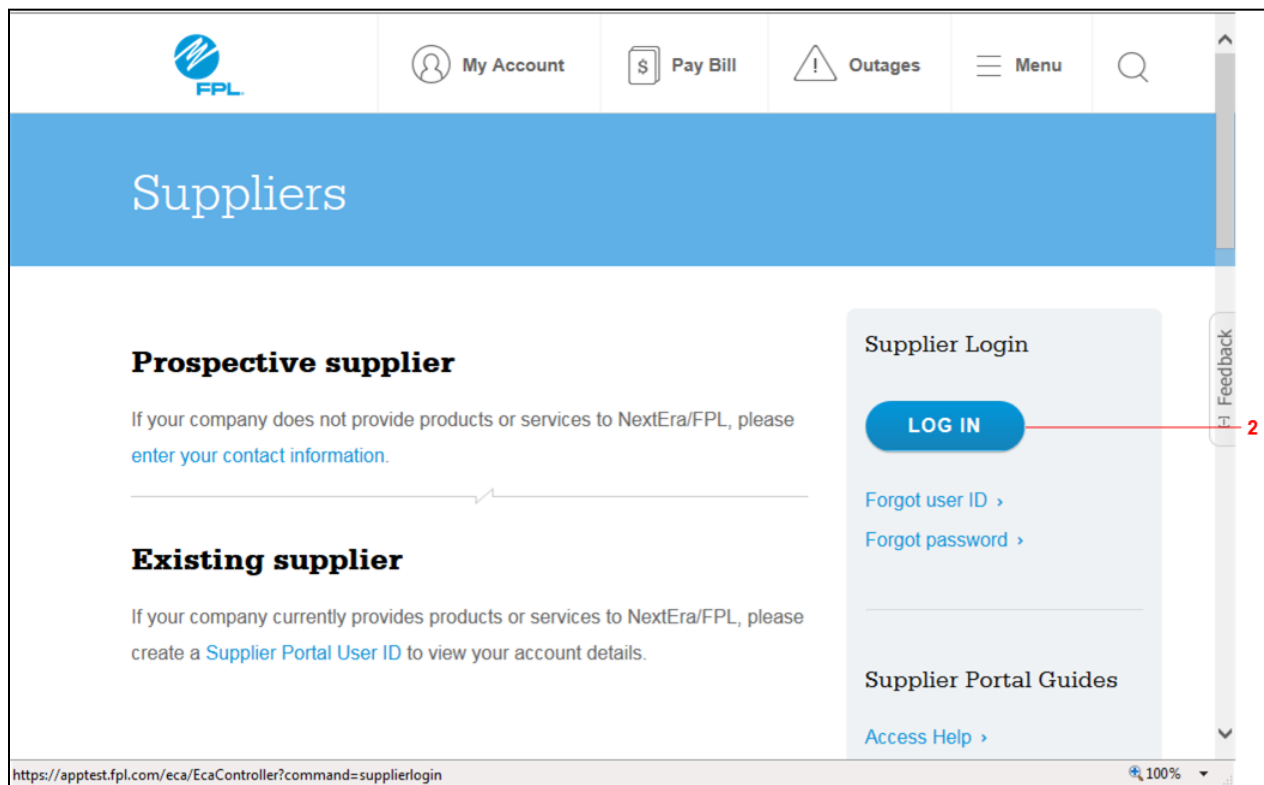 FPL.
My Account
$ Pay Bill
! Outages
Menu
Suppliers
Prospective supplier
If your company does not provide products or services to NextEra/FPL, please
enter your contact information.
Existing supplier
If your company currently provides products or services to NextEra/FPL, please
create a Supplier Portal User ID to view your account details.
Supplier Login
LOG IN
2
Forgot user ID ›
Forgot password ›
Supplier Portal Guides
Access Help ›
[-] Feedback
https://apptest.fpl.com/eca/EcaController?command=supplierlogin
100%